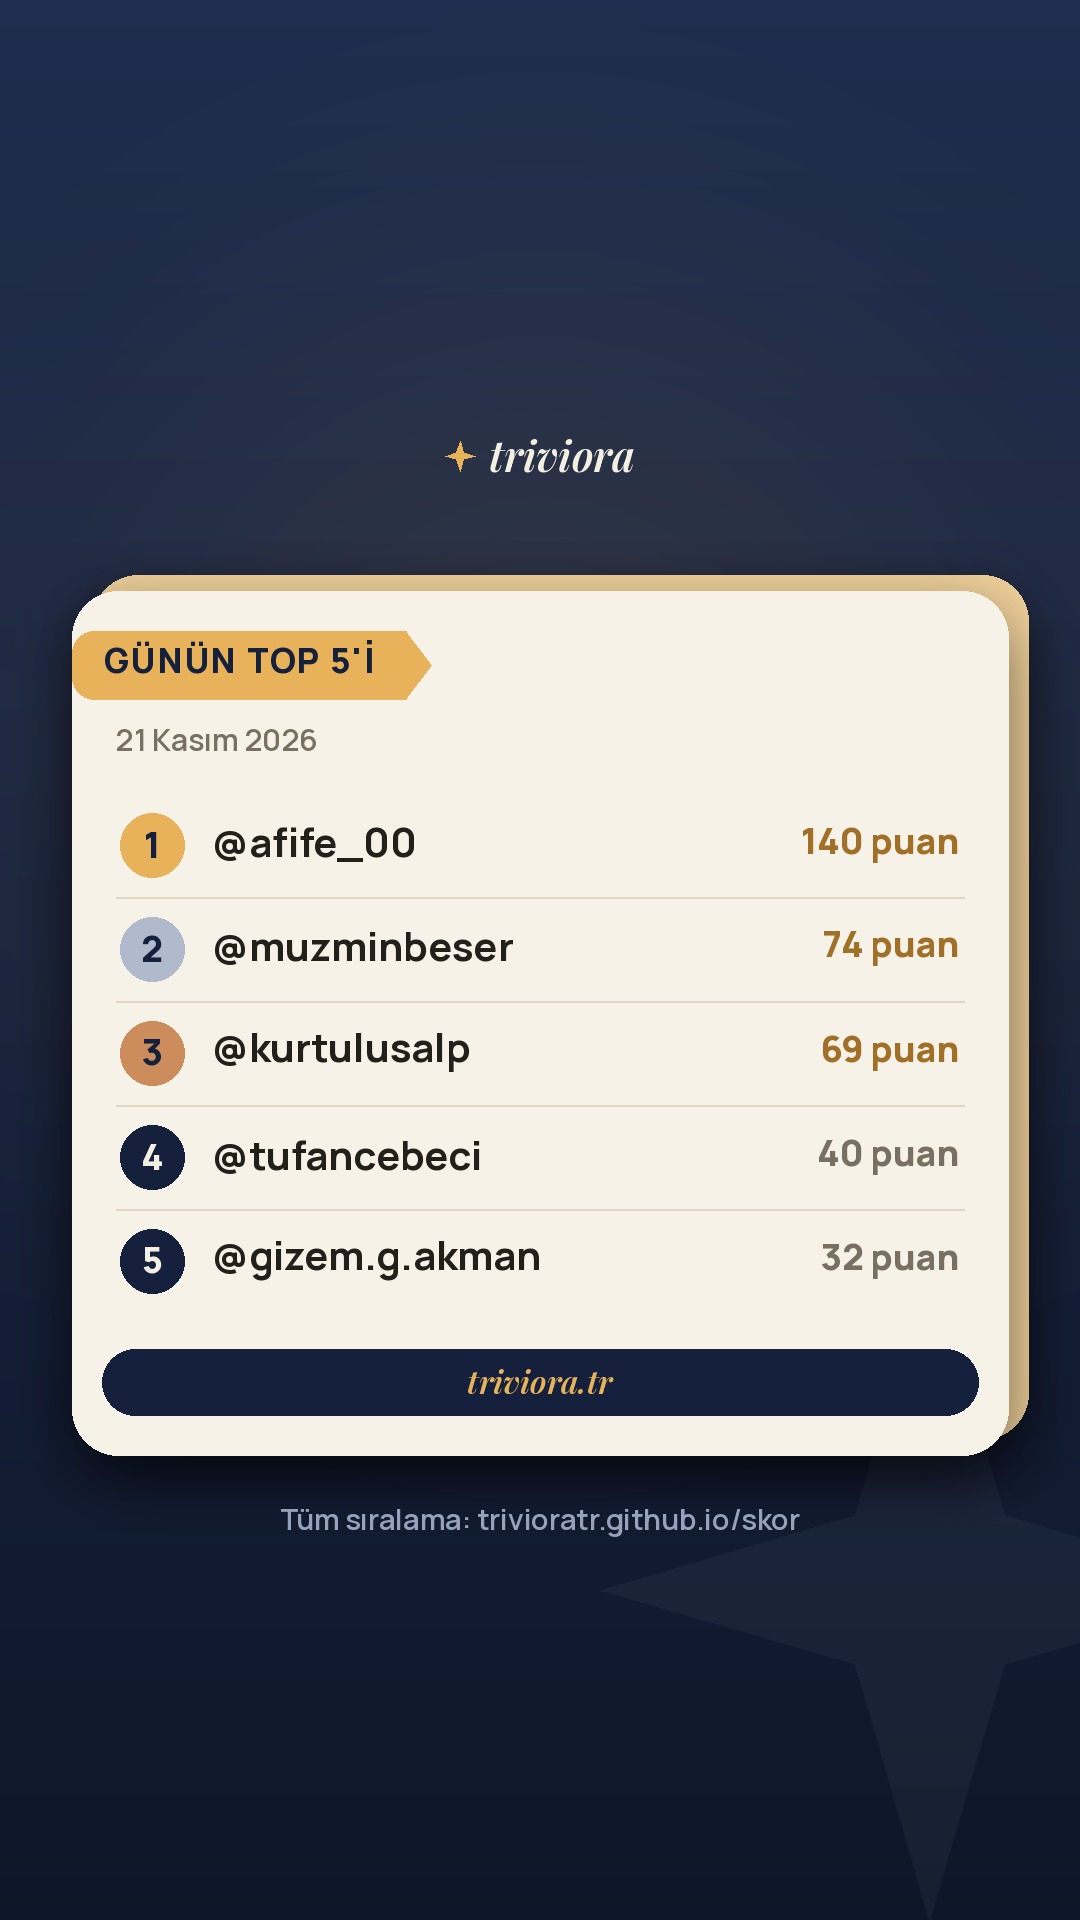 triviora
GÜNÜN TOP 5'İ
21 Kasım 2026
1 @afife_00 140 puan
2 @muzminbeser 74 puan
3 @kurtulusalp 69 puan
4 @tufancebeci 40 puan
5 @gizem.g.akman 32 puan
triviora.tr
Tüm sıralama: trivioratr.github.io/skor